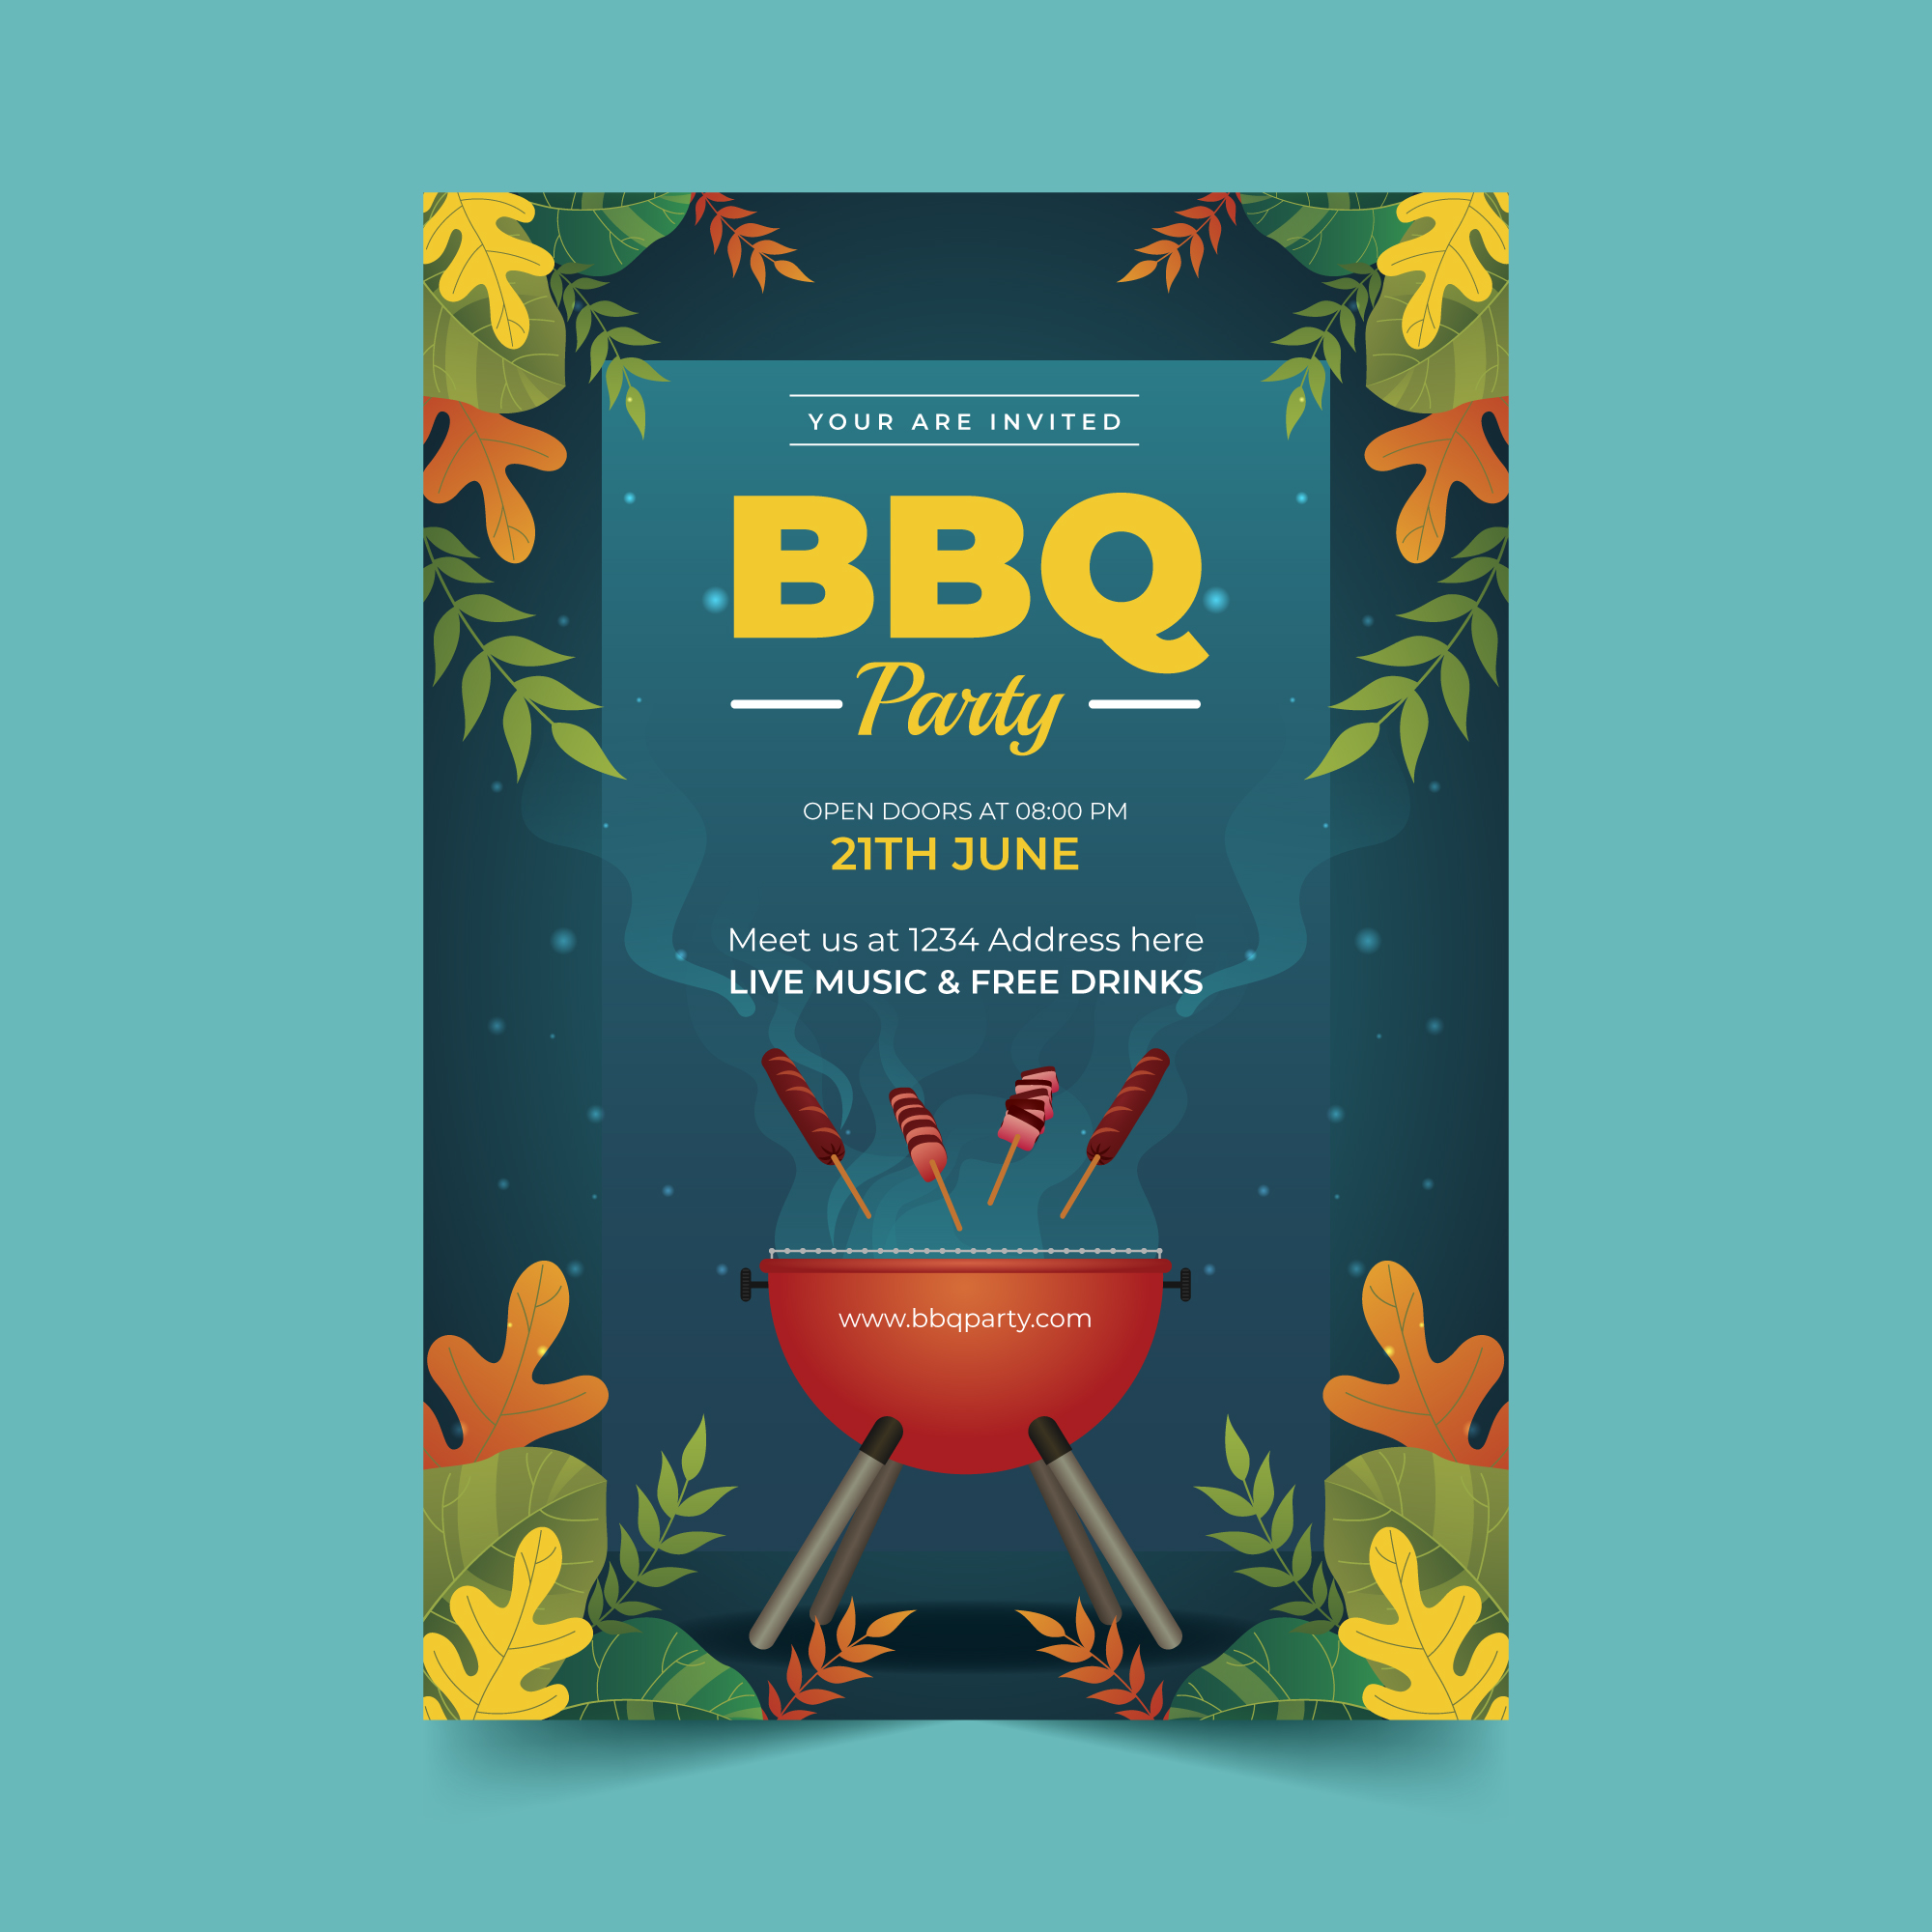 YOUR ARE INVITED
BBQ
Party
OPEN DOORS AT 08:00 PM
21TH JUNE
Meet us at 1234 Address here
LIVE MUSIC & FREE DRINKS
www.bbqparty.com